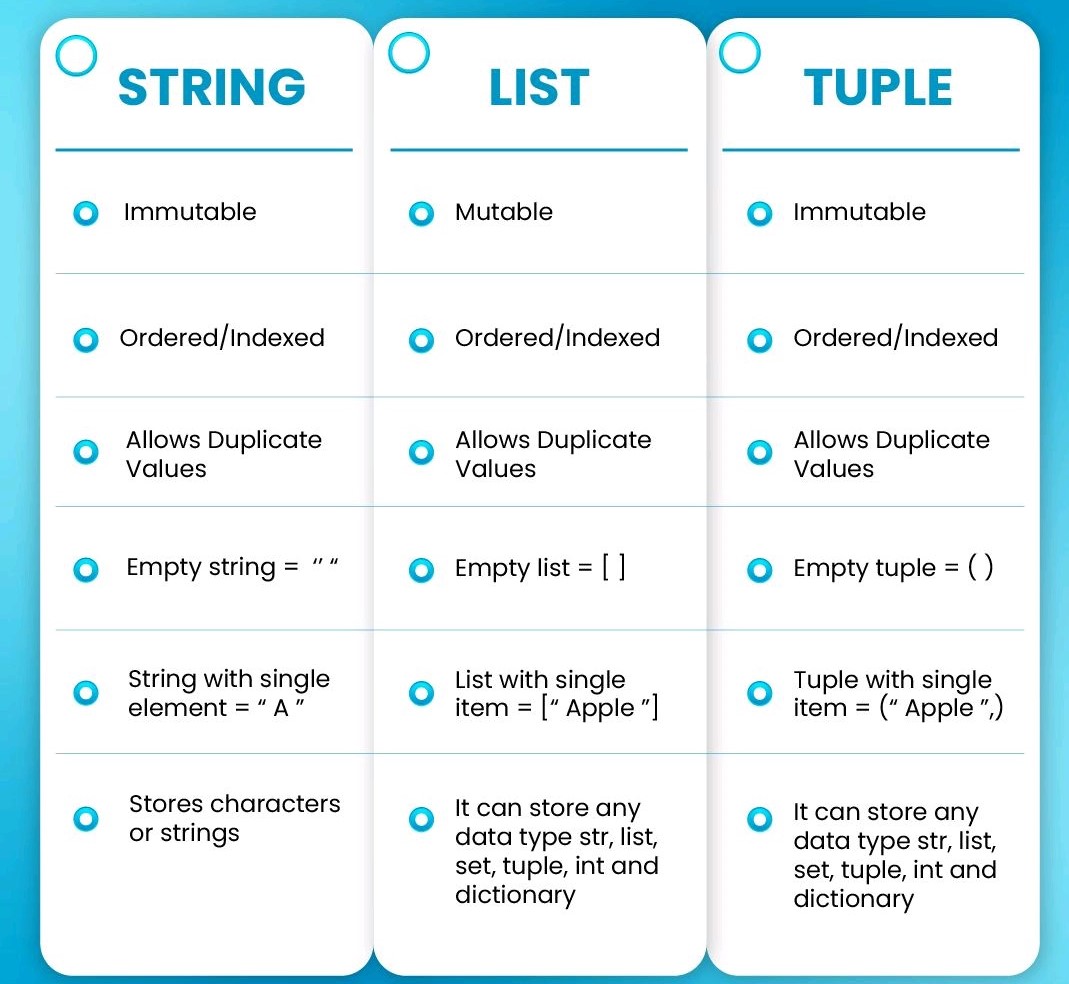 STRING
Immutable
Ordered/Indexed
Allows Duplicate
Values
Empty string = ‘’ “
String with single
element = “ A ”
Stores characters
or strings
LIST
Mutable
Ordered/Indexed
Allows Duplicate
Values
Empty list = [ ]
List with single
item = [“ Apple ”]
It can store any
data type str, list,
set, tuple, int and
dictionary
TUPLE
Immutable
Ordered/Indexed
Allows Duplicate
Values
Empty tuple = ( )
Tuple with single
item = (“ Apple ”,)
It can store any
data type str, list,
set, tuple, int and
dictionary